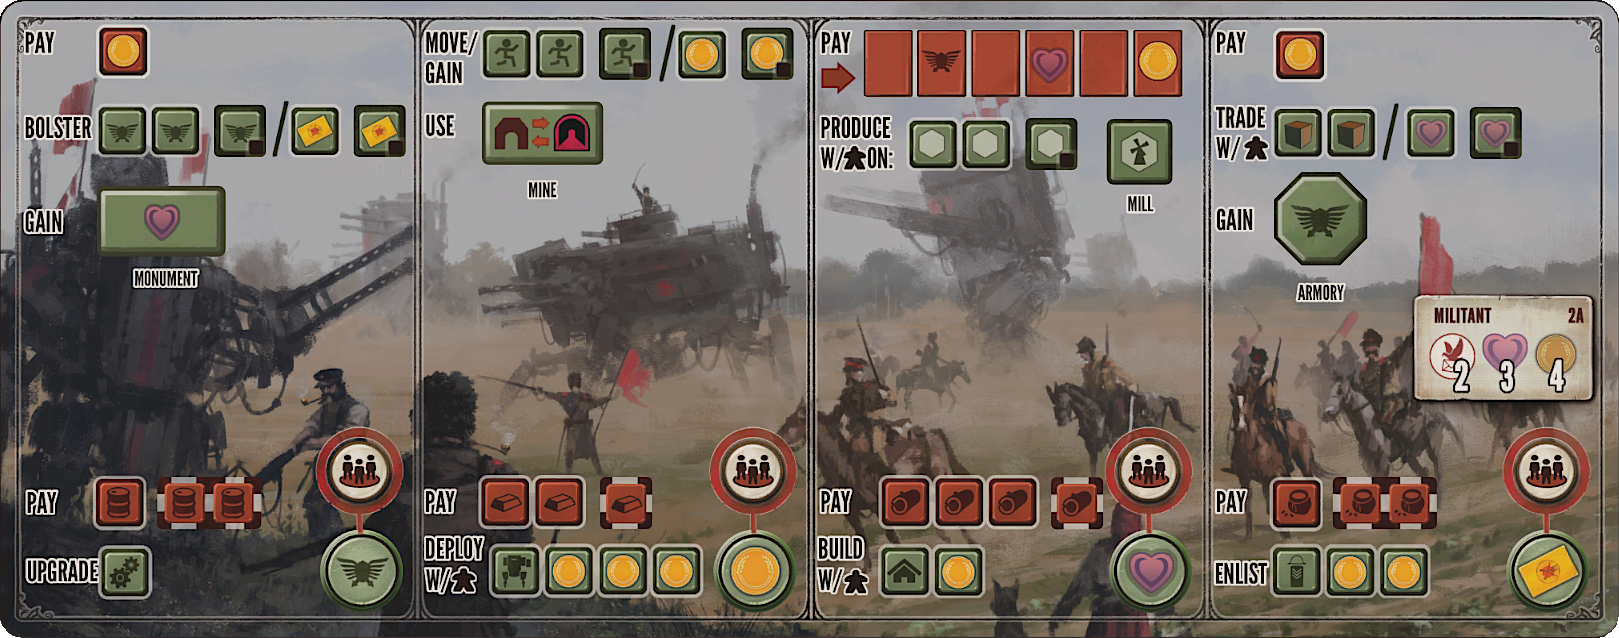 PAY
BOLSTER
GAIN
MONUMENT
PAY
UPGRADE
MOVE/
GAIN
USE
MINE
PAY
DEPLOY
W/
PAY
PRODUCE
W/ ON:
MILL
PAY
BUILD
W/
PAY
TRADE
W/
GAIN
ARMORY
MILITANT 2A
2 3 4
PAY
ENLIST